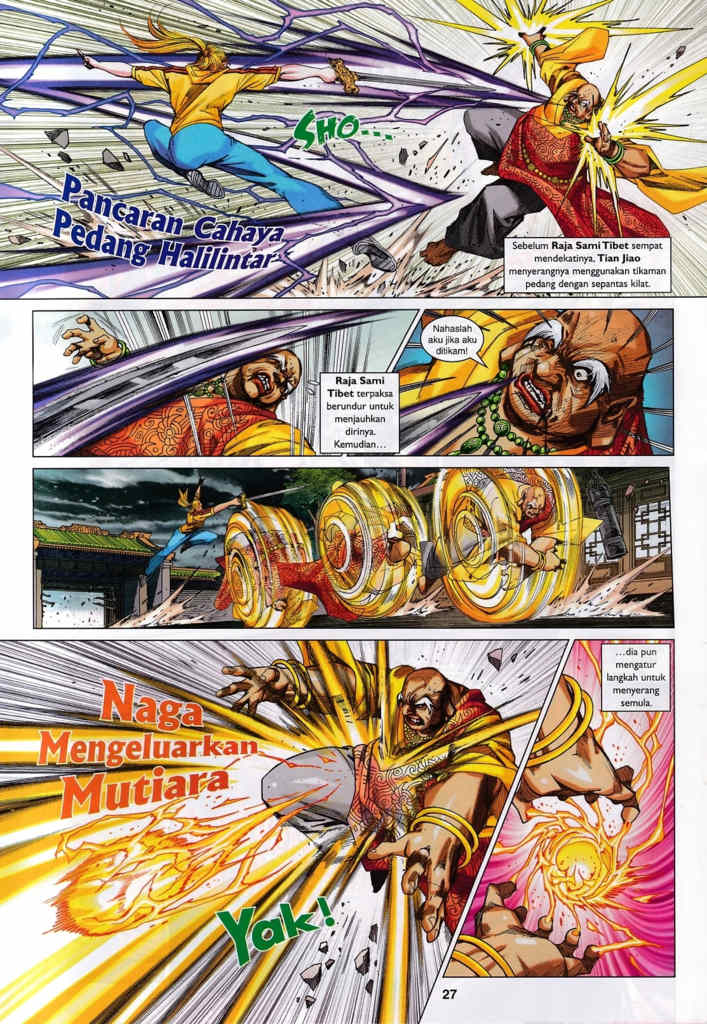 SHO...
Pancaran Cahaya
Pedang Halilintar
Sebelum Raja Sami Tibet sempat
mendekatinya, Tian Jiao
menyerangnya menggunakan tikaman
pedang dengan sepantas kilat.
Raja Sami
Tibet terpaksa
berundur untuk
menjauhkan
dirinya.
Kemudian...
Nahaslah
aku jika aku
ditikam!
...dia pun
mengatur
langkah untuk
menyerang
semula.
Naga
Mengeluarkan
Mutiara
Yak!
27